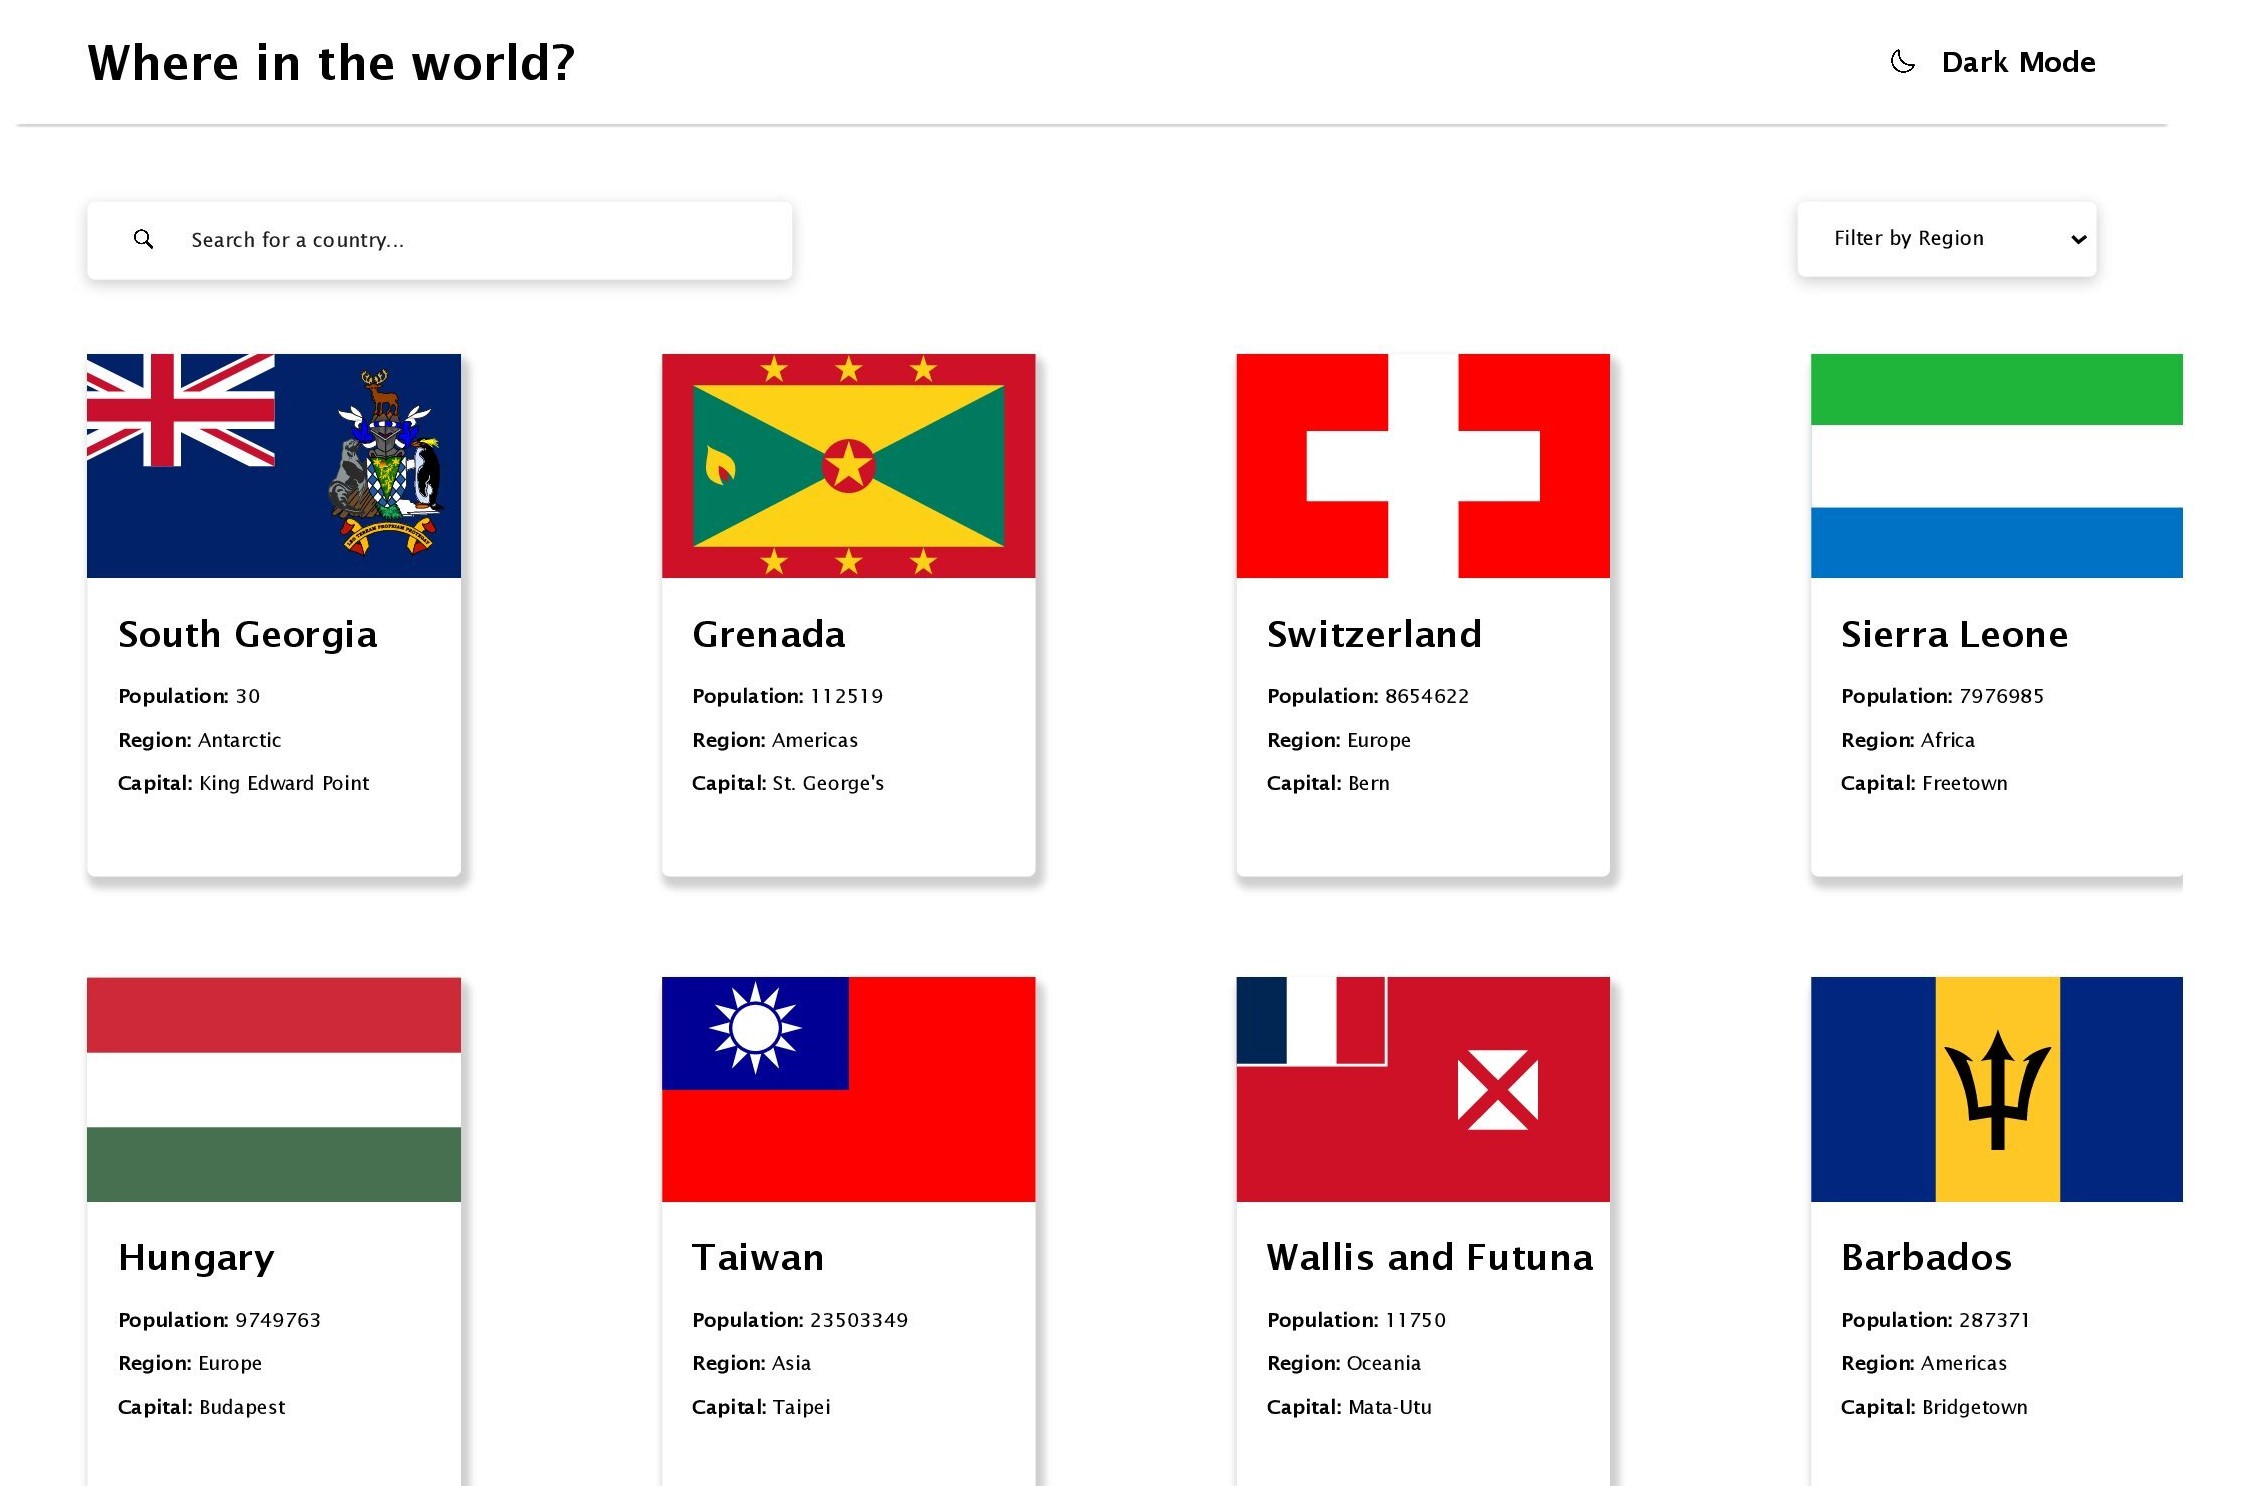 Where in the world?
Dark Mode
Search for a country...
Filter by Region
South Georgia
Population: 30
Region: Antarctic
Capital: King Edward Point
Grenada
Population: 112519
Region: Americas
Capital: St. George's
Switzerland
Population: 8654622
Region: Europe
Capital: Bern
Sierra Leone
Population: 7976985
Region: Africa
Capital: Freetown
Hungary
Population: 9749763
Region: Europe
Capital: Budapest
Taiwan
Population: 23503349
Region: Asia
Capital: Taipei
Wallis and Futuna
Population: 11750
Region: Oceania
Capital: Mata-Utu
Barbados
Population: 287371
Region: Americas
Capital: Bridgetown